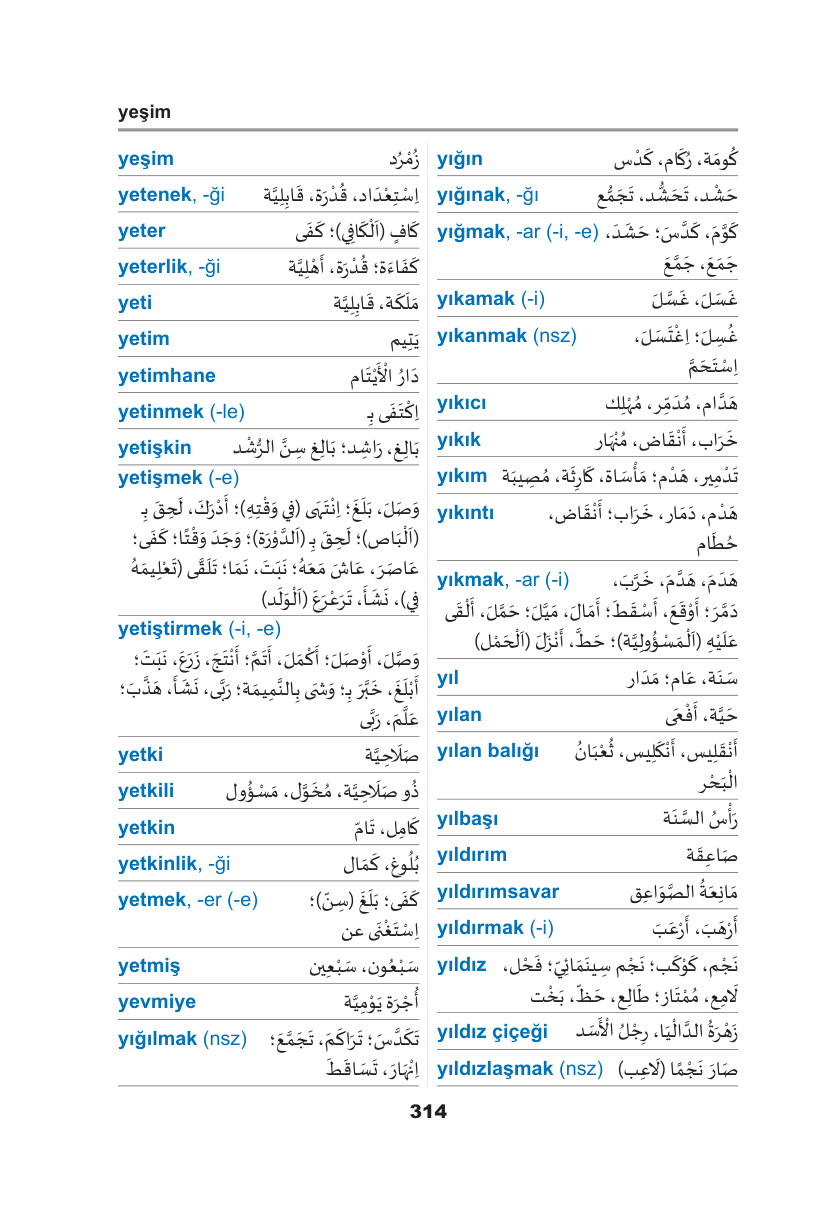 yeşim
yeşim زُمْرُد
yetenek, -ği اِسْتِعْدَاد، قُدْرَة، قَابِلِيَّة
yeter كَافٍ (اَلْكَافِي)؛ كَفَى
yeterlik, -ği كَفَاءَة؛ قُدْرَة، أَهْلِيَّة
yeti مَلَكَة، قَابِلِيَّة
yetim يَتِيم
yetimhane دَارُ الْأَيْتَام
yetinmek (-le) اِكْتَفَى بِـ
yetişkin بَالِغ، رَاشِد؛ بَالِغ سِنَّ الرُّشْد
yetişmek (-e)
وَصَلَ، بَلَغَ؛ اِنْتَهَى (فِي وَقْتِهِ)؛ أَدْرَكَ، لَحِقَ بِـ
(اَلْبَاص)؛ لَحِقَ بِـ (اَلدَّوْرَة)؛ وَجَدَ وَقْتًا؛ كَفَى؛
عَاصَرَ، عَاشَ مَعَهُ؛ نَبَتَ، نَمَا؛ تَلَقَّى (تَعْلِيمَهُ
فِي)، نَشَأَ، تَرَعْرَعَ (اَلْوَلَد)
yetiştirmek (-i, -e)
وَصَّلَ، أَوْصَلَ؛ أَكْمَلَ، أَتَمَّ؛ أَنْتَجَ، زَرَعَ، نَبَتَ؛
أَبْلَغَ، خَبَّرَ بِـ؛ وَشَى بِالنَّمِيمَة؛ رَبَّى، نَشَأَ، هَذَّبَ؛
عَلَّمَ، رَبَّى
yetki صَلَاحِيَّة
yetkili ذُو صَلَاحِيَّة، مُخَوَّل، مَسْؤُول
yetkin كَامِل، تَامّ
yetkinlik, -ği بُلُوغ، كَمَال
yetmek, -er (-e) كَفَى؛ بَلَغَ (سِنّ)؛
اِسْتَغْنَى عن
yetmiş سَبْعُون، سَبْعِين
yevmiye أُجْرَة يَوْمِيَّة
yığılmak (nsz) تَكَدَّسَ؛ تَرَاكَمَ، تَجَمَّعَ؛
اِنْهَارَ، تَسَاقَطَ
yığın كُومَة، رُكَام، كَدْس
yığınak, -ğı حَشْد، تَحَشُّد، تَجَمُّع
yığmak, -ar (-i, -e) كَوَّمَ، كَدَّسَ؛ حَشَدَ،
جَمَعَ، جَمَّعَ
yıkamak (-i) غَسَلَ، غَسَّلَ
yıkanmak (nsz) غُسِلَ؛ اِغْتَسَلَ،
اِسْتَحَمَّ
yıkıcı هَدَّام، مُدَمِّر، مُهْلِك
yıkık خَرَاب، أَنْقَاض، مُنْهَار
yıkım تَدْمِير، هَدْم؛ مَأْسَاة، كَارِثَة، مُصِيبَة
yıkıntı هَدْم، دَمَار، خَرَاب؛ أَنْقَاض،
حُطَام
yıkmak, -ar (-i) هَدَمَ، هَدَّمَ، خَرَّبَ،
دَمَّرَ؛ أَوْقَعَ، أَسْقَطَ؛ أَمَالَ، مَيَّلَ؛ حَمَّلَ، أَلْقَى
عَلَيْهِ (اَلْمَسْؤُولِيَّة)؛ حَطَّ، أَنْزَلَ (اَلْحَمْل)
yıl سَنَة، عَام؛ مَدَار
yılan حَيَّة، أَفْعَى
yılan balığı أَنْقَلِيس، أَنْكَلِيس، ثُعْبَانُ
الْبَحْر
yılbaşı رَأْسُ السَّنَة
yıldırım صَاعِقَة
yıldırımsavar مَانِعَةُ الصَّوَاعِق
yıldırmak (-i) أَرْهَبَ، أَرْعَبَ
yıldız نَجْم، كَوْكَب؛ نَجْم سِينَمَائِيّ؛ فَحْل،
لَامِع، مُمْتَاز؛ طَالِع، حَظّ، بَخْت
yıldız çiçeği زَهْرَةُ الدَّالْيَا، رِجْلُ الْأَسَد
yıldızlaşmak (nsz) صَارَ نَجْمًا (لَاعِب)
314